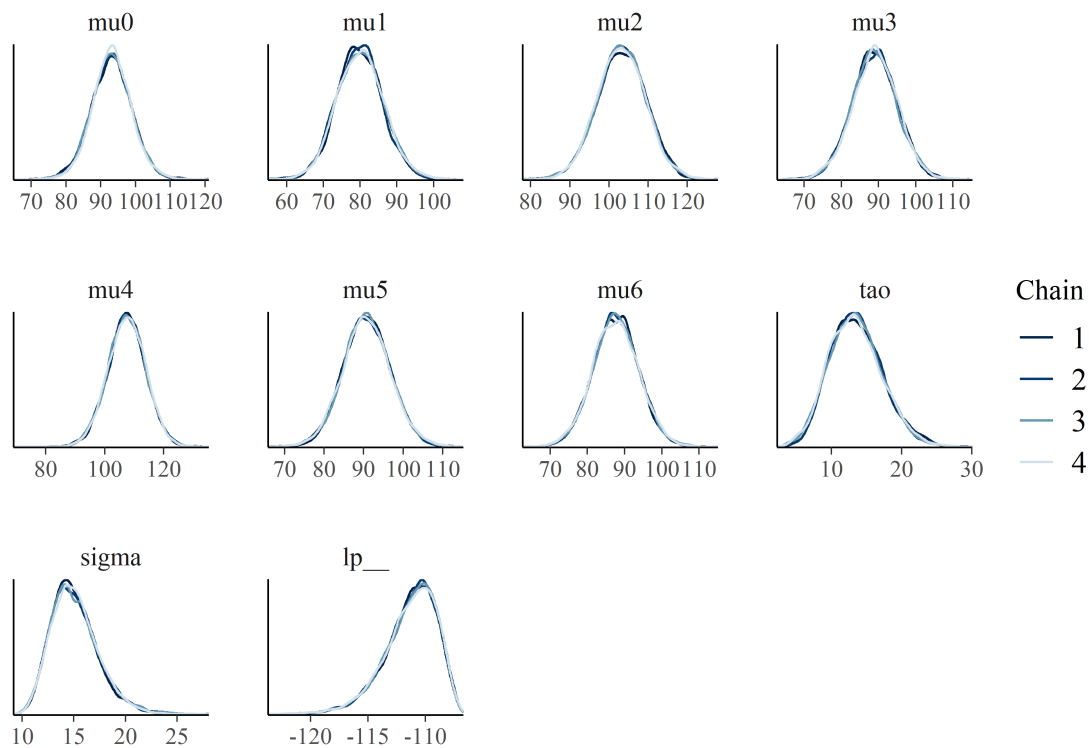 mu0 mu1 mu2 mu3
70 80 90 100110120 60 70 80 90 100 80 90 100 110 120 70 80 90 100 110
mu4 mu5 mu6 tao
80 100 120 70 80 90 100 110 70 80 90 100 110 10 20 30
Chain
1
2
3
4
sigma lp__
10 15 20 25 -120 -115 -110